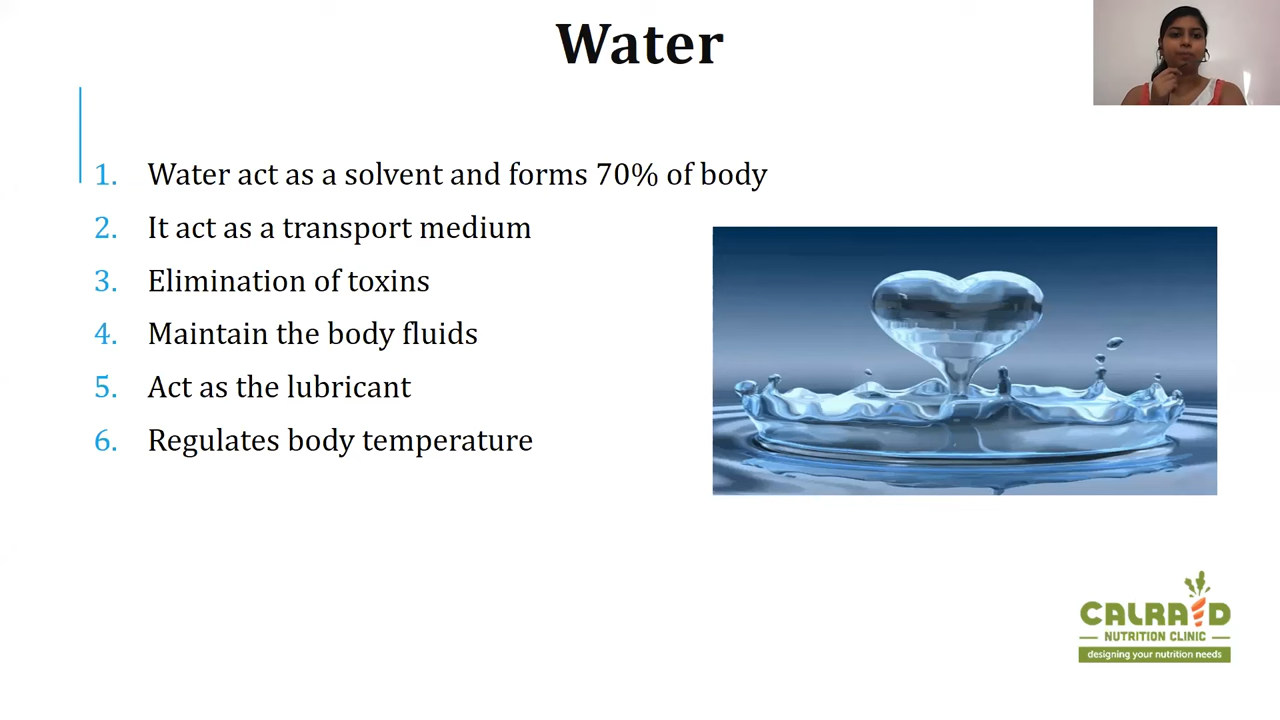 Water
1. Water act as a solvent and forms 70% of body
2. It act as a transport medium
3. Elimination of toxins
4. Maintain the body fluids
5. Act as the lubricant
6. Regulates body temperature
CALRAID
NUTRITION CLINIC
designing your nutrition needs